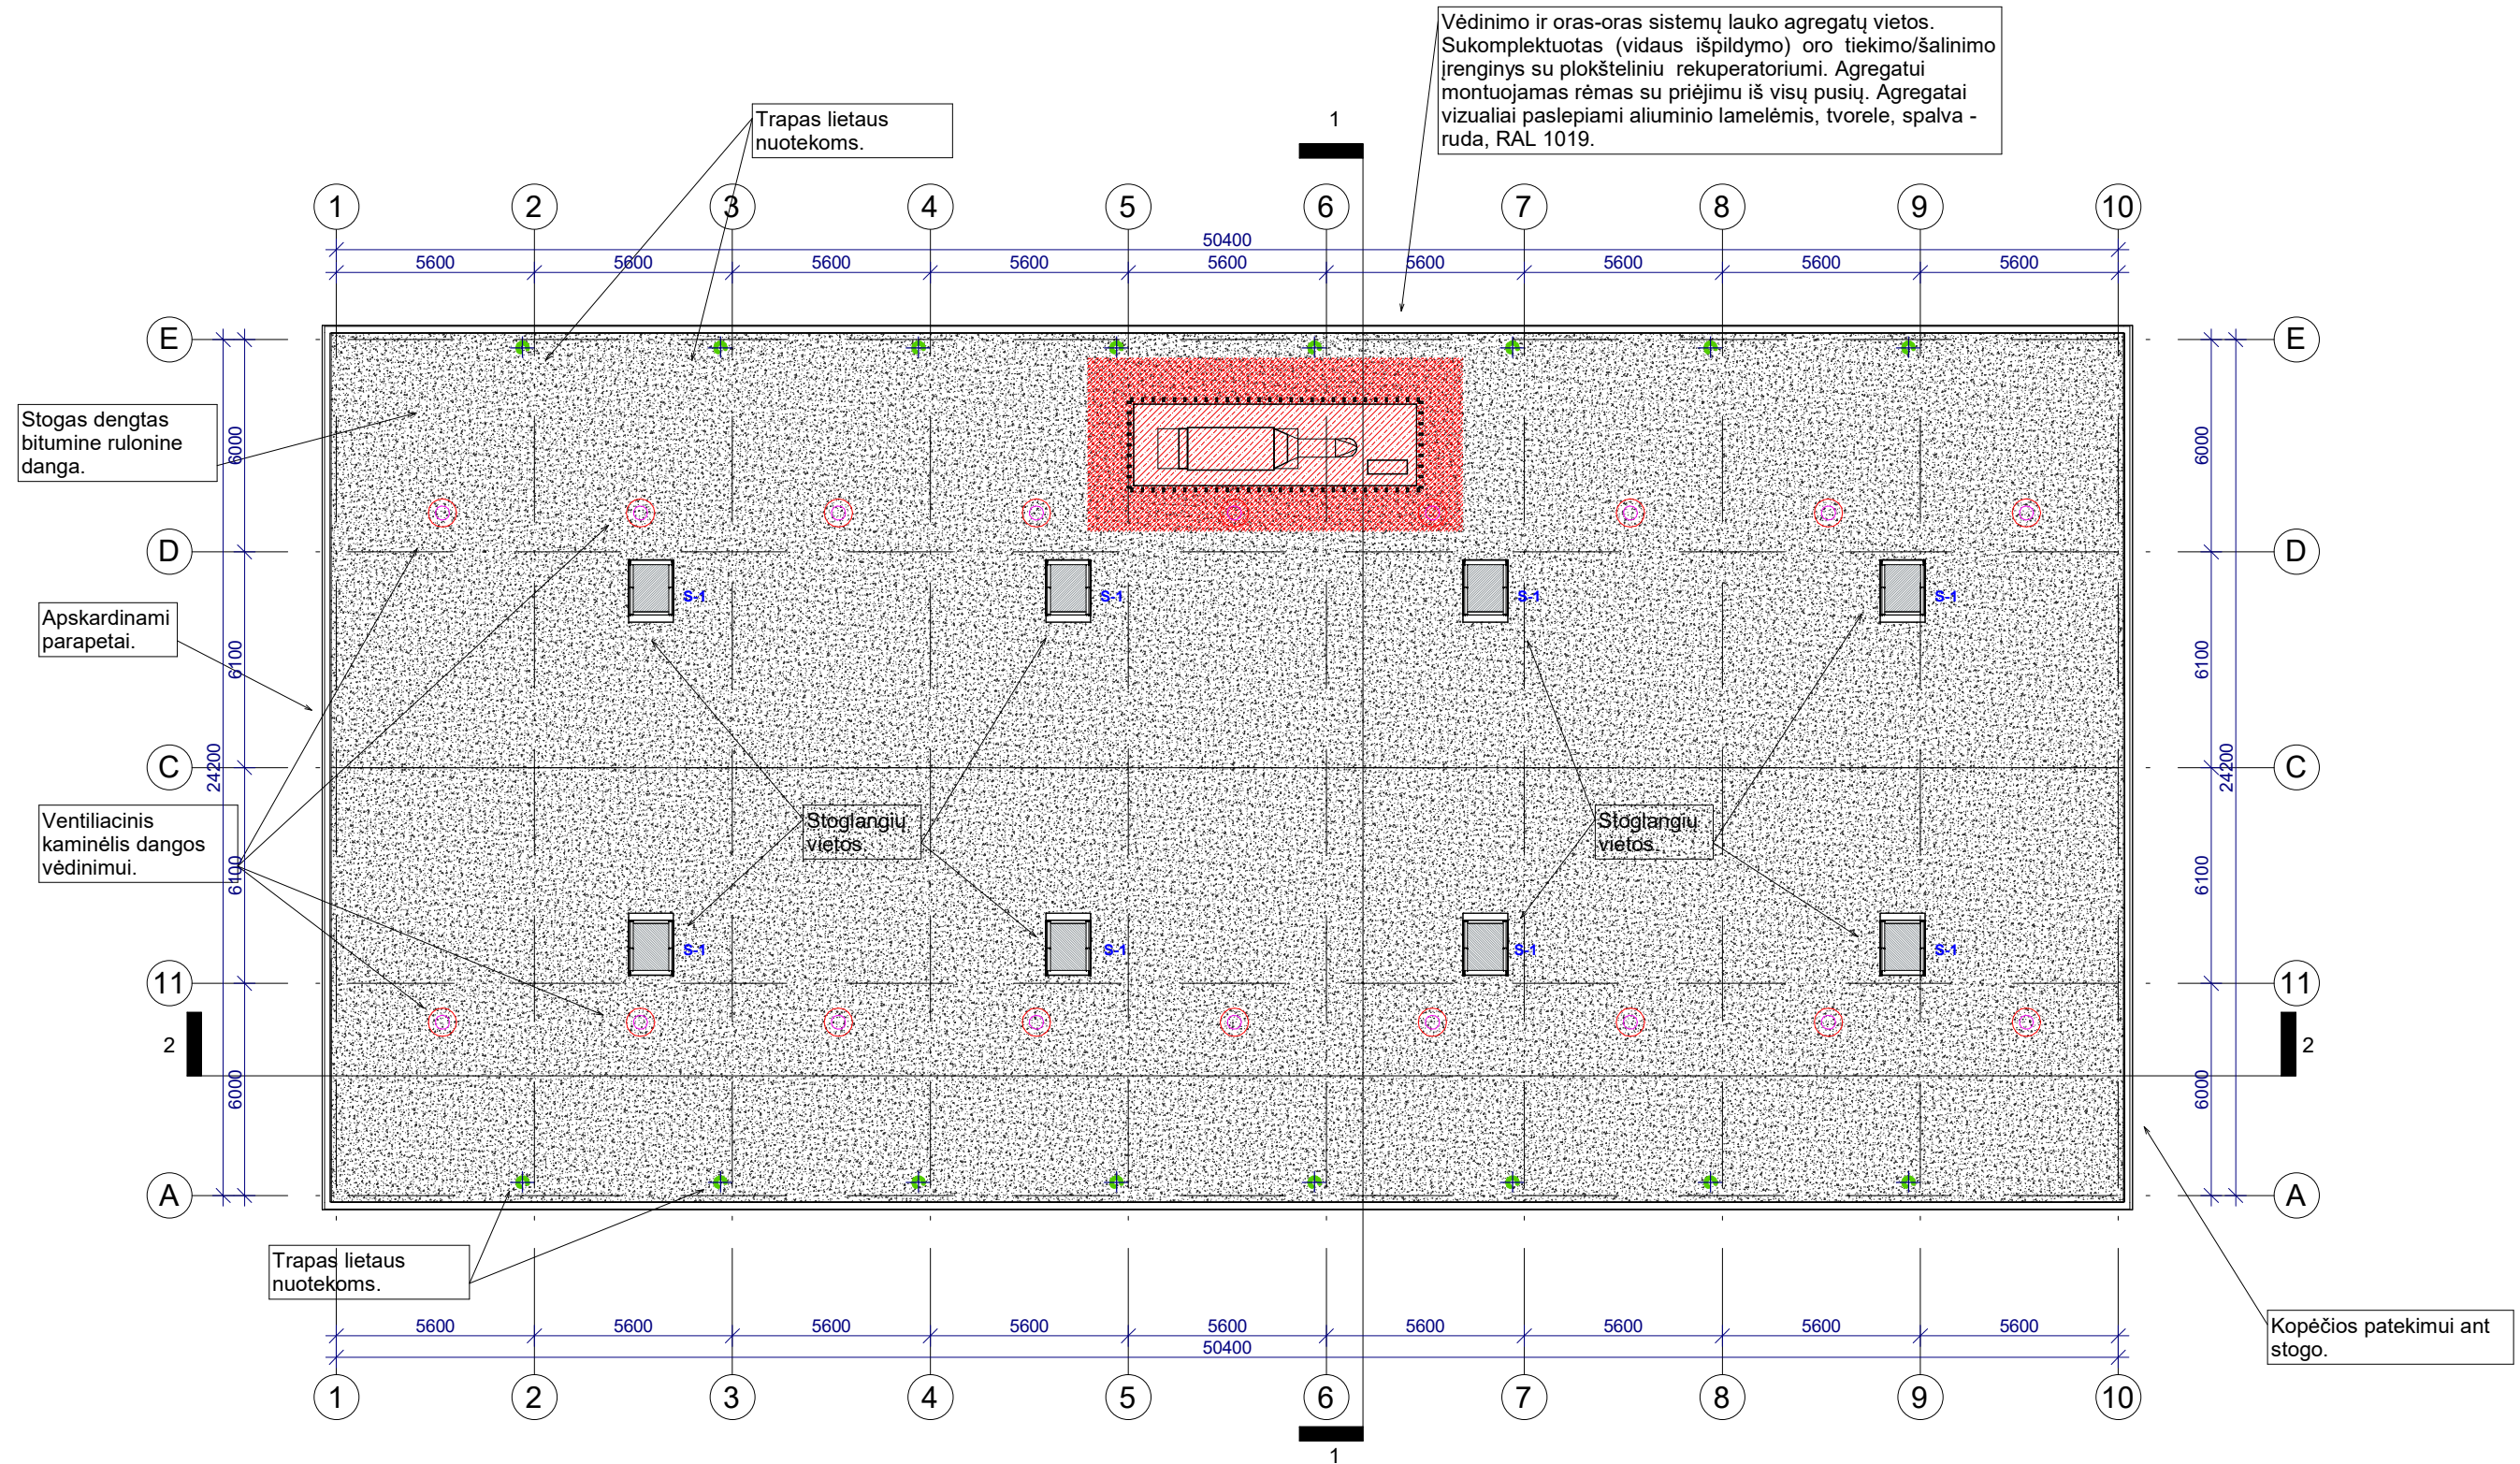 Vėdinimo ir oras-oras sistemų lauko agregatų vietos.
Sukomplektuotas (vidaus išpildymo) oro tiekimo/šalinimo
įrenginys su plokšteliniu rekuperatoriumi. Agregatui
montuojamas rėmas su priėjimu iš visų pusių. Agregatai
vizualiai paslepiami aliuminio lamelėmis, tvorele, spalva -
ruda, RAL 1019.
Trapas lietaus
nuotekoms.
1
1 2 3 4 5 6 7 8 9 10
50400
5600 5600 5600 5600 5600 5600 5600 5600 5600
E E
Stogas dengtas
bitumine rulonine
danga.
6000 6000
D D
S-1 S-1 S-1 S-1
Apskardinami
parapetai.
6100 6100
C C
24200 24200
Ventiliacinis
kaminėlis dangos
vėdinimui.
Stoglangių
vietos.
Stoglangių
vietos.
6100 6100
S-1 S-1 S-1 S-1
11 11
2 2
6000 6000
A A
Trapas lietaus
nuotekoms.
Kopėčios patekimui ant
stogo.
5600 5600 5600 5600 5600 5600 5600 5600 5600
50400
1 2 3 4 5 6 7 8 9 10
1